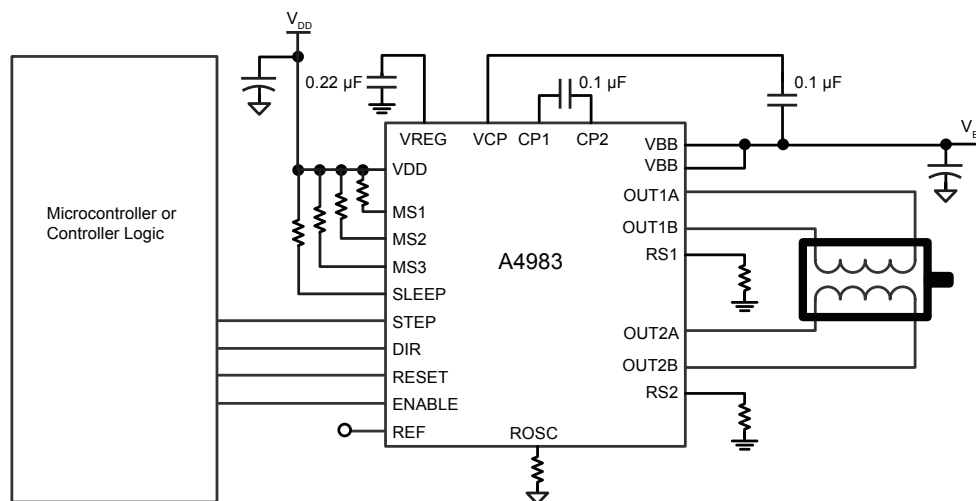 VDD
0.22 µF
0.1 µF
0.1 µF
VREG
VCP
CP1
CP2
VBB
VBB
VDD
OUT1A
MS1
Microcontroller or
Controller Logic
OUT1B
MS2
A4983
RS1
MS3
SLEEP
STEP
OUT2A
DIR
OUT2B
RESET
RS2
ENABLE
REF
ROSC